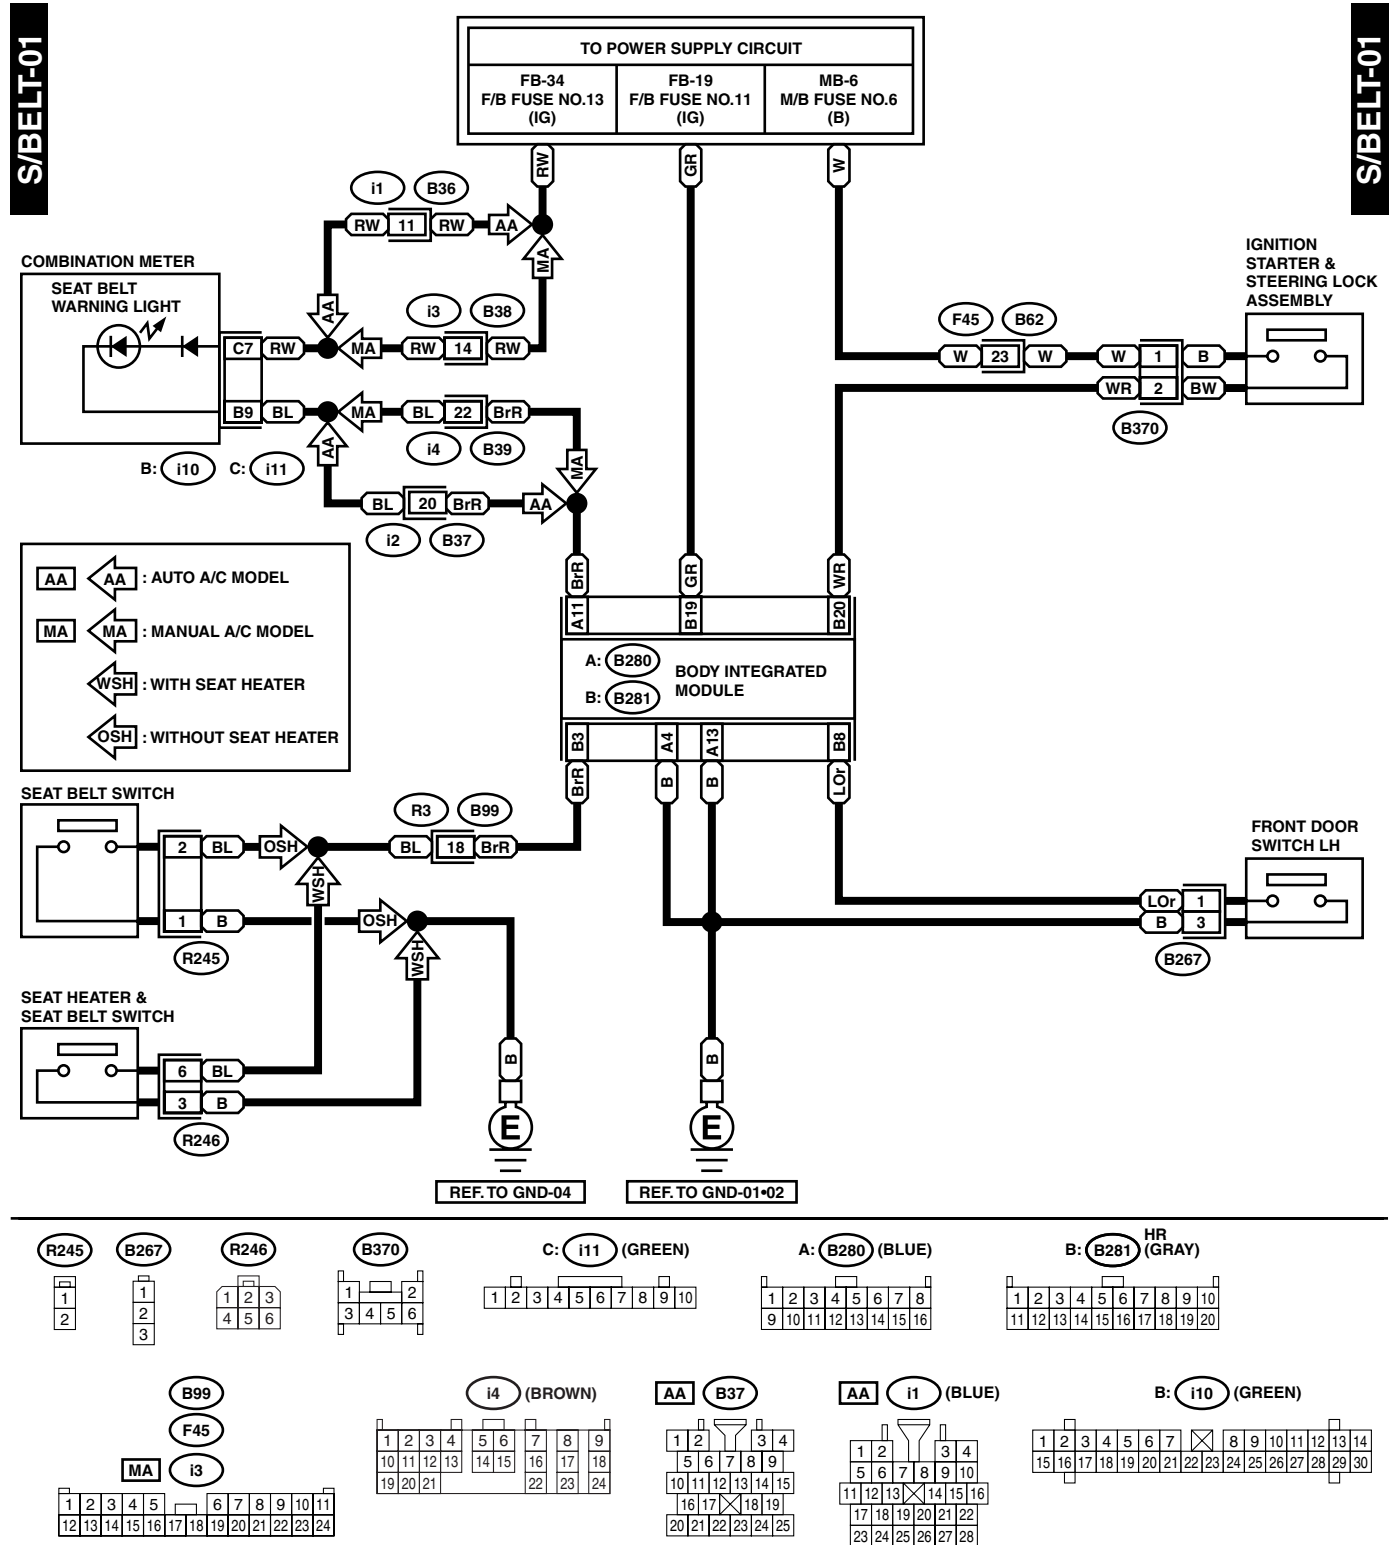 S/BELT-01
S/BELT-01
TO POWER SUPPLY CIRCUIT
FB-34
F/B FUSE NO.13
(IG)
FB-19
F/B FUSE NO.11
(IG)
MB-6
M/B FUSE NO.6
(B)
RW
GR
W
i1 B36
RW 11 RW AA
MA
AA
i3 B38
MA RW 14 RW
COMBINATION METER
SEAT BELT
WARNING LIGHT
C7 RW
B9 BL
MA BL 22 BrR
i4 B39
AA
MA
BL 20 BrR AA
i2 B37
B: i10 C: i11
IGNITION
STARTER &
STEERING LOCK
ASSEMBLY
F45 B62
W 23 W
W 1 B
WR 2 BW
B370
AA AA : AUTO A/C MODEL
MA MA : MANUAL A/C MODEL
WSH : WITH SEAT HEATER
OSH : WITHOUT SEAT HEATER
BrR
GR
WR
A11
B19
B20
A: B280
B: B281
BODY INTEGRATED
MODULE
B3
A4
A13
B8
BrR
B
B
LOr
SEAT BELT SWITCH
2 BL OSH
R3 B99
BL 18 BrR
WSH
1 B OSH
WSH
R245
SEAT HEATER &
SEAT BELT SWITCH
6 BL
3 B
R246
FRONT DOOR
SWITCH LH
LOr 1
B 3
B267
B
B
E
E
REF. TO GND-04
REF. TO GND-01•02
R245
1
2
B267
1
2
3
R246
1 2 3
4 5 6
B370
1 2
3 4 5 6
C: i11 (GREEN)
1 2 3 4 5 6 7 8 9 10
A: B280 (BLUE)
1 2 3 4 5 6 7 8
9 10 11 12 13 14 15 16
HR
B: B281 (GRAY)
1 2 3 4 5 6 7 8 9 10
11 12 13 14 15 16 17 18 19 20
B99
F45
MA i3
1 2 3 4 5 6 7 8 9 10 11
12 13 14 15 16 17 18 19 20 21 22 23 24
i4 (BROWN)
1 2 3 4 5 6 7 8 9
10 11 12 13 14 15 16 17 18
19 20 21 22 23 24
AA B37
1 2 3 4
5 6 7 8 9
10 11 12 13 14 15
16 17 18 19
20 21 22 23 24 25
AA i1 (BLUE)
1 2 3 4
5 6 7 8 9 10
11 12 13 14 15 16
17 18 19 20 21 22
23 24 25 26 27 28
B: i10 (GREEN)
1 2 3 4 5 6 7 8 9 10 11 12 13 14
15 16 17 18 19 20 21 22 23 24 25 26 27 28 29 30